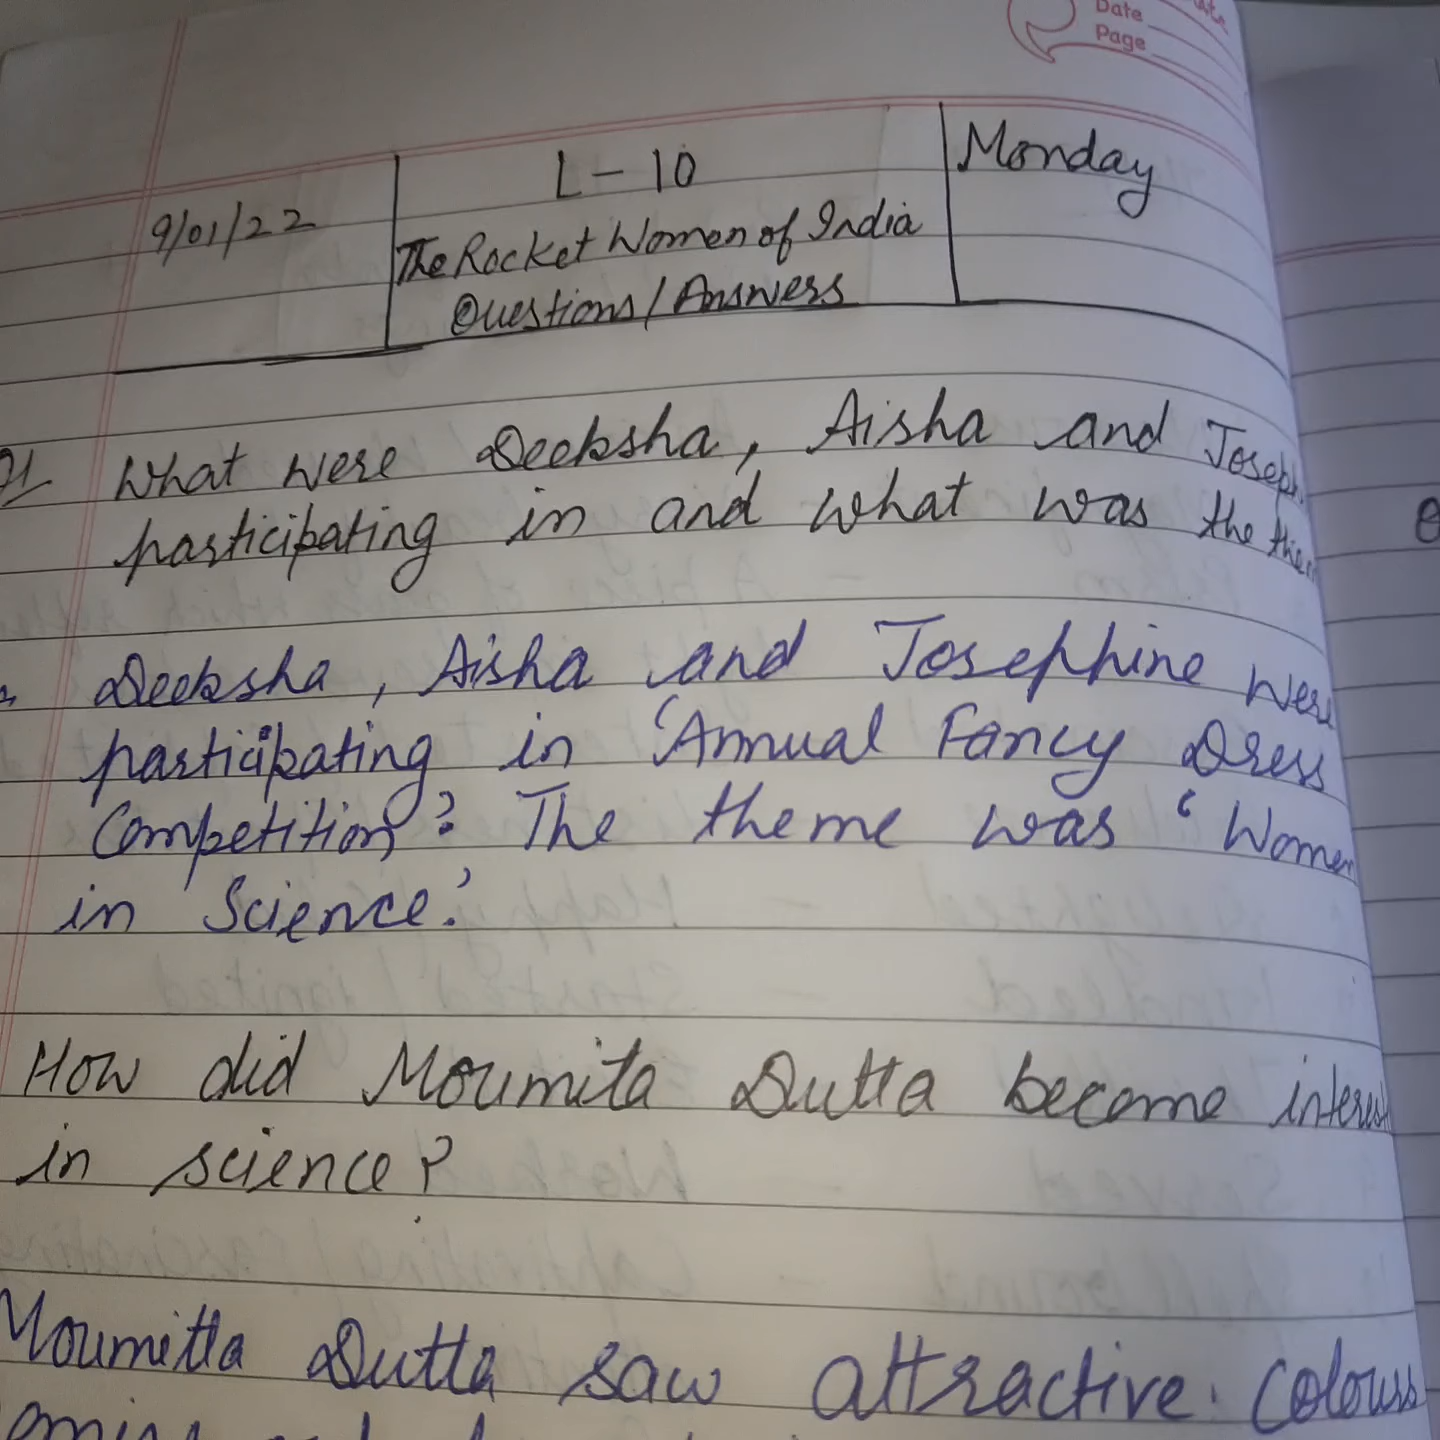 Date
Page
9/01/22
L-10
The Rocket Women of India
Questions/Answers
Monday
What were Deeksha, Aisha and Joseph
participating in and what was the
Deeksha, Aisha and Josephine were
participating in 'Annual Fancy Dress
Competition'. The theme was 'Women
in Science.'
How did Moumita Dutta become interes
in science?
Moumitta Dutta saw attractive colours